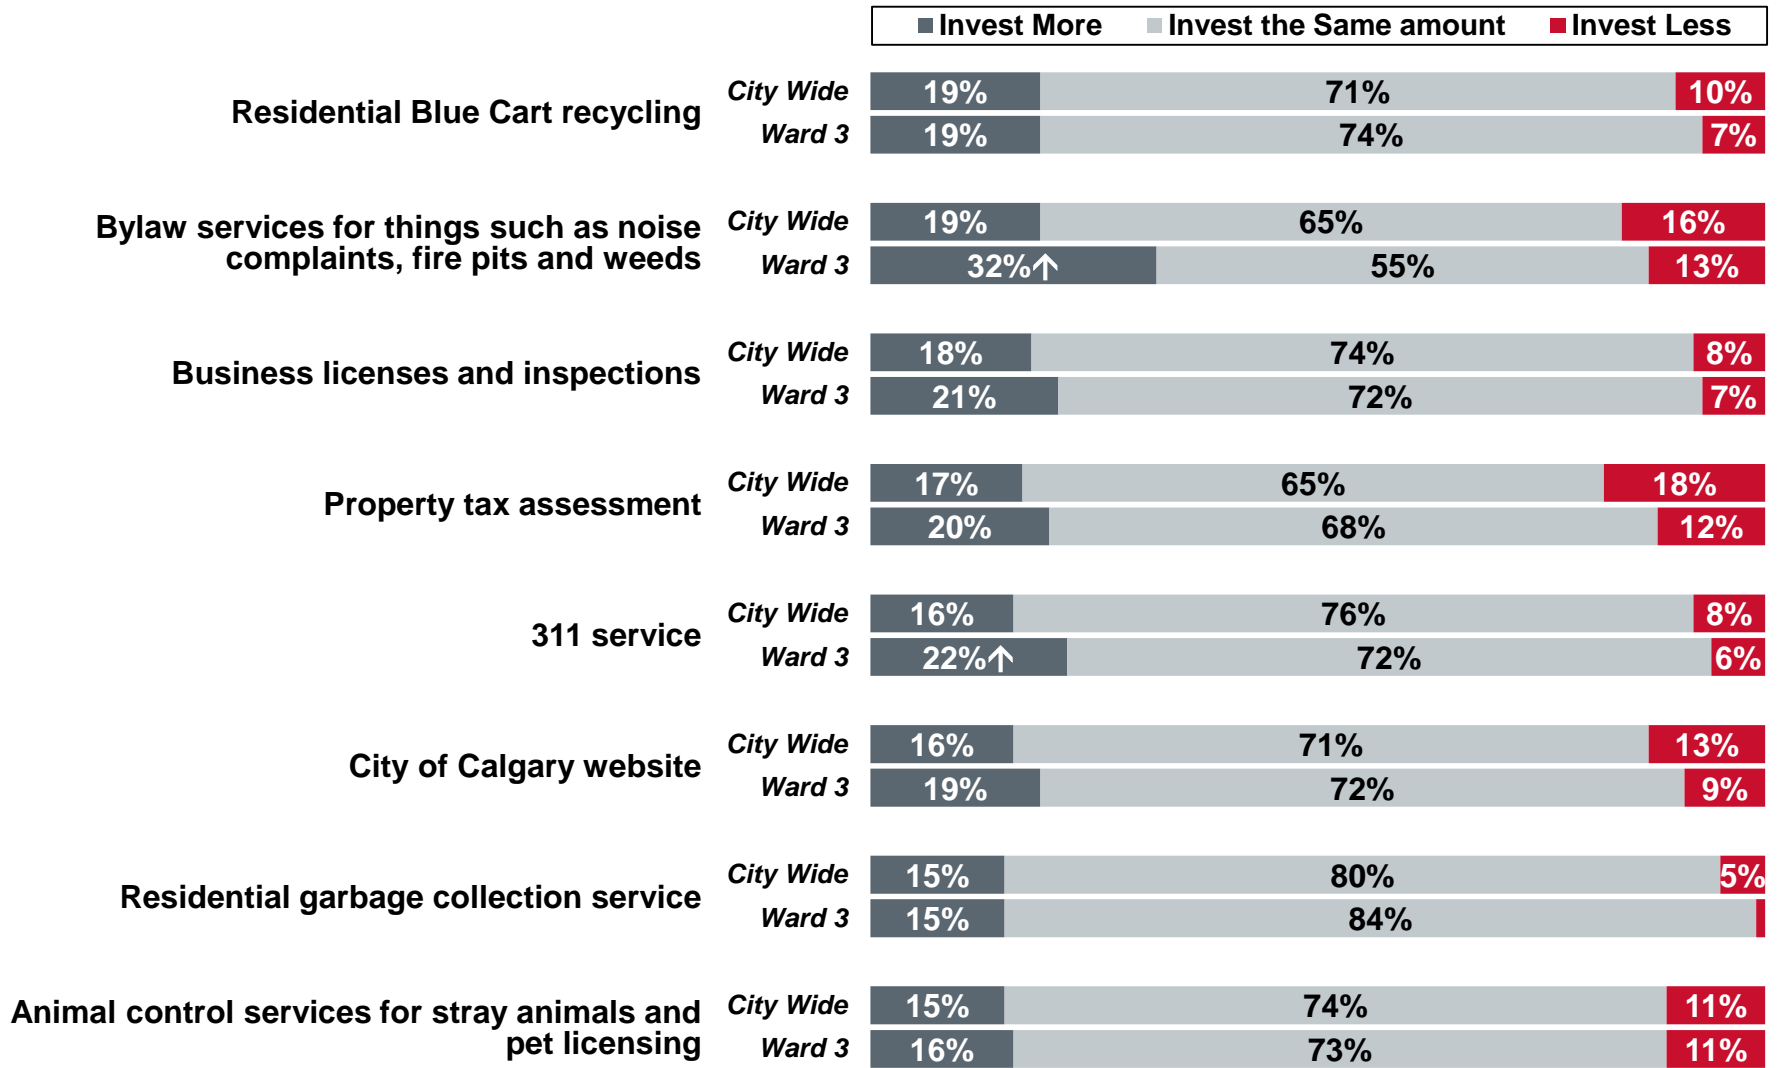 Invest More Invest the Same amount Invest Less
Residential Blue Cart recycling
City Wide 19% 71% 10%
Ward 3 19% 74% 7%
Bylaw services for things such as noise
complaints, fire pits and weeds
City Wide 19% 65% 16%
Ward 3 32%↑ 55% 13%
Business licenses and inspections
City Wide 18% 74% 8%
Ward 3 21% 72% 7%
Property tax assessment
City Wide 17% 65% 18%
Ward 3 20% 68% 12%
311 service
City Wide 16% 76% 8%
Ward 3 22%↑ 72% 6%
City of Calgary website
City Wide 16% 71% 13%
Ward 3 19% 72% 9%
Residential garbage collection service
City Wide 15% 80% 5%
Ward 3 15% 84%
Animal control services for stray animals and
pet licensing
City Wide 15% 74% 11%
Ward 3 16% 73% 11%